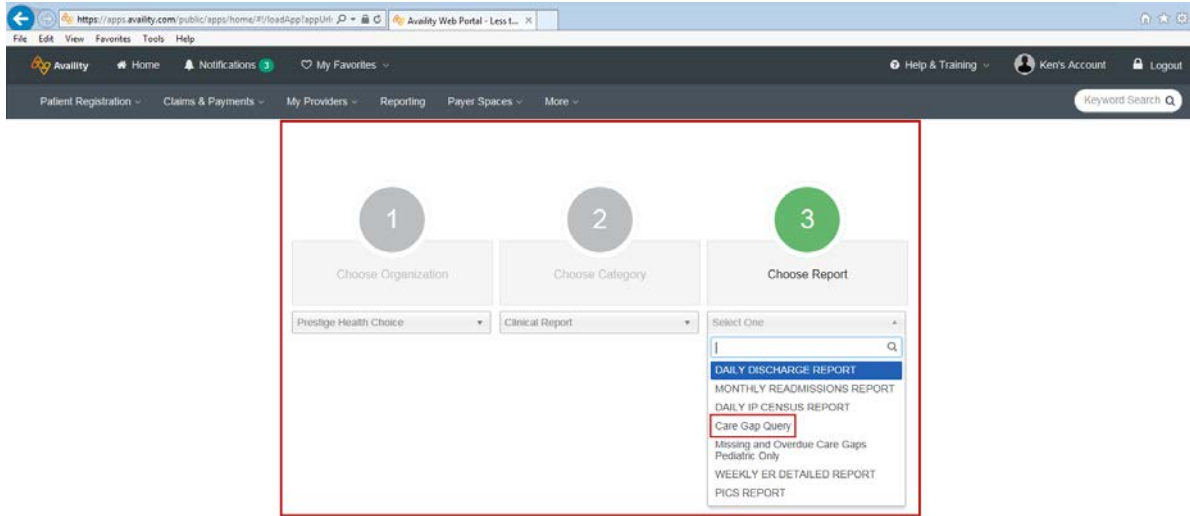 https://apps.availity.com/public/apps/home/#!/loadApp?appUrl=
Availity Web Portal - Less t...
File Edit View Favorites Tools Help
Availity Home Notifications 3 My Favorites Help & Training Ken's Account Logout
Patient Registration Claims & Payments My Providers Reporting Payer Spaces More Keyword Search
1 2 3
Choose Organization Choose Category Choose Report
Prestige Health Choice Clinical Report Select One
DAILY DISCHARGE REPORT
MONTHLY READMISSIONS REPORT
DAILY IP CENSUS REPORT
Care Gap Query
Missing and Overdue Care Gaps
Pediatric Only
WEEKLY ER DETAILED REPORT
PICS REPORT